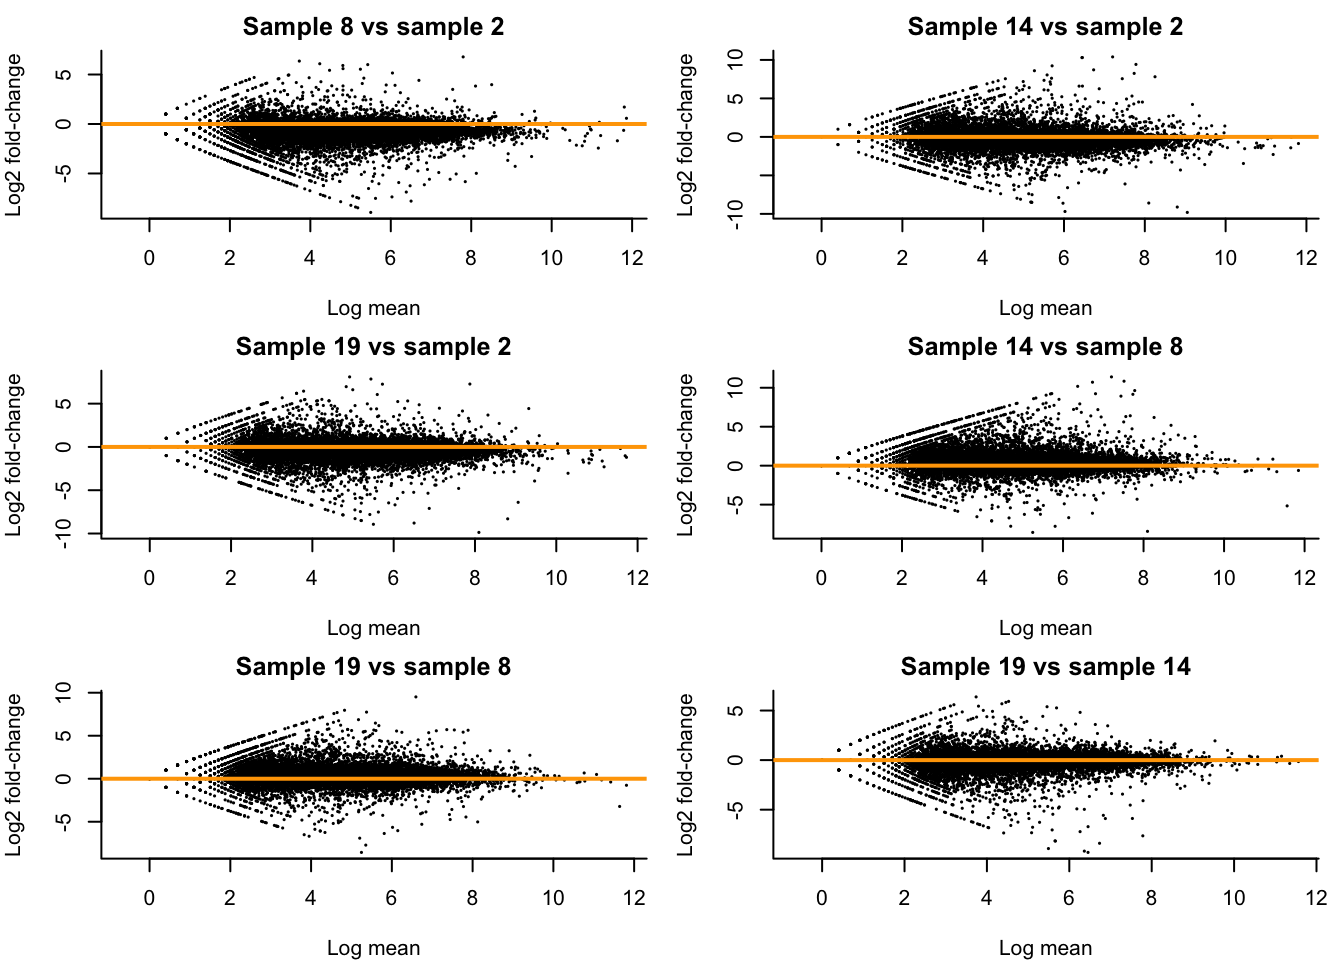 Sample 8 vs sample 2
Log2 fold-change
5
0
-5
0 2 4 6 8 10 12
Log mean
Sample 14 vs sample 2
Log2 fold-change
10
5
0
-10
0 2 4 6 8 10 12
Log mean
Sample 19 vs sample 2
Log2 fold-change
5
0
-5
-10
0 2 4 6 8 10 12
Log mean
Sample 14 vs sample 8
Log2 fold-change
10
5
0
-5
0 2 4 6 8 10 12
Log mean
Sample 19 vs sample 8
Log2 fold-change
10
5
0
-5
0 2 4 6 8 10 12
Log mean
Sample 19 vs sample 14
Log2 fold-change
5
0
-5
0 2 4 6 8 10 12
Log mean